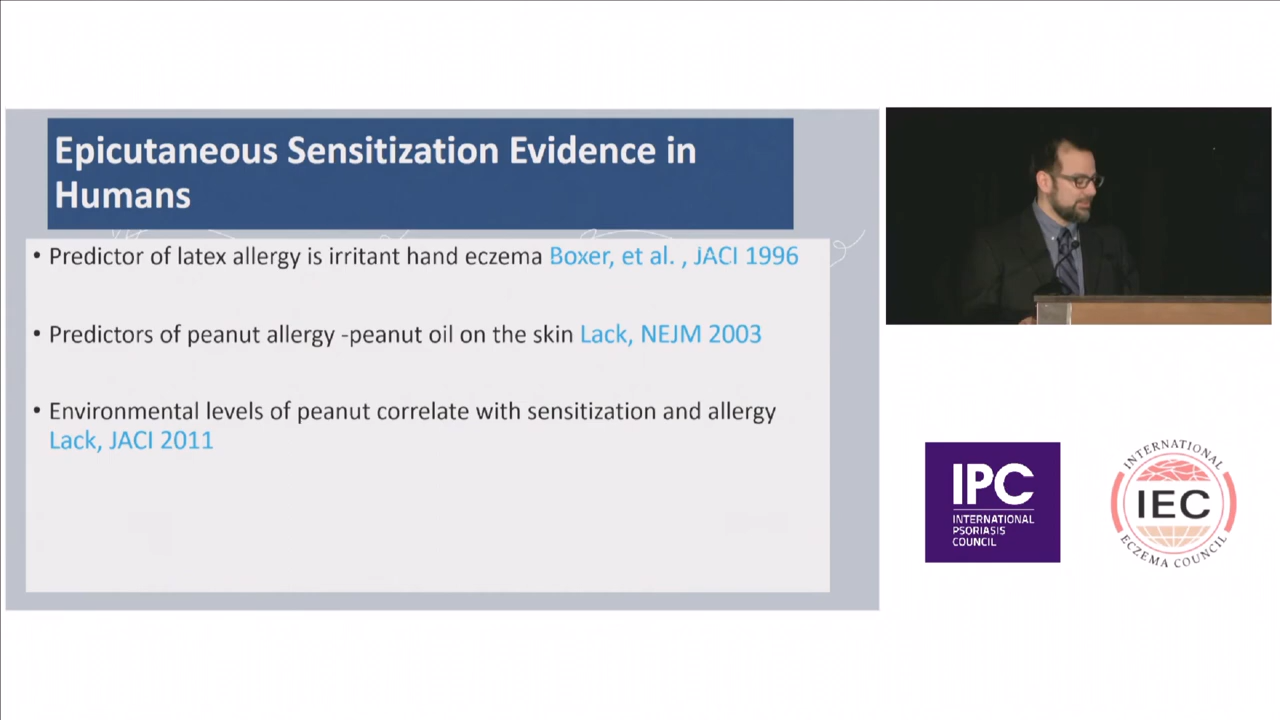 Epicutaneous Sensitization Evidence in
Humans
• Predictor of latex allergy is irritant hand eczema Boxer, et al. , JACI 1996
• Predictors of peanut allergy -peanut oil on the skin Lack, NEJM 2003
• Environmental levels of peanut correlate with sensitization and allergy
Lack, JACI 2011
IPC
INTERNATIONAL
PSORIASIS
COUNCIL
INTERNATIONAL
IEC
ECZEMA COUNCIL